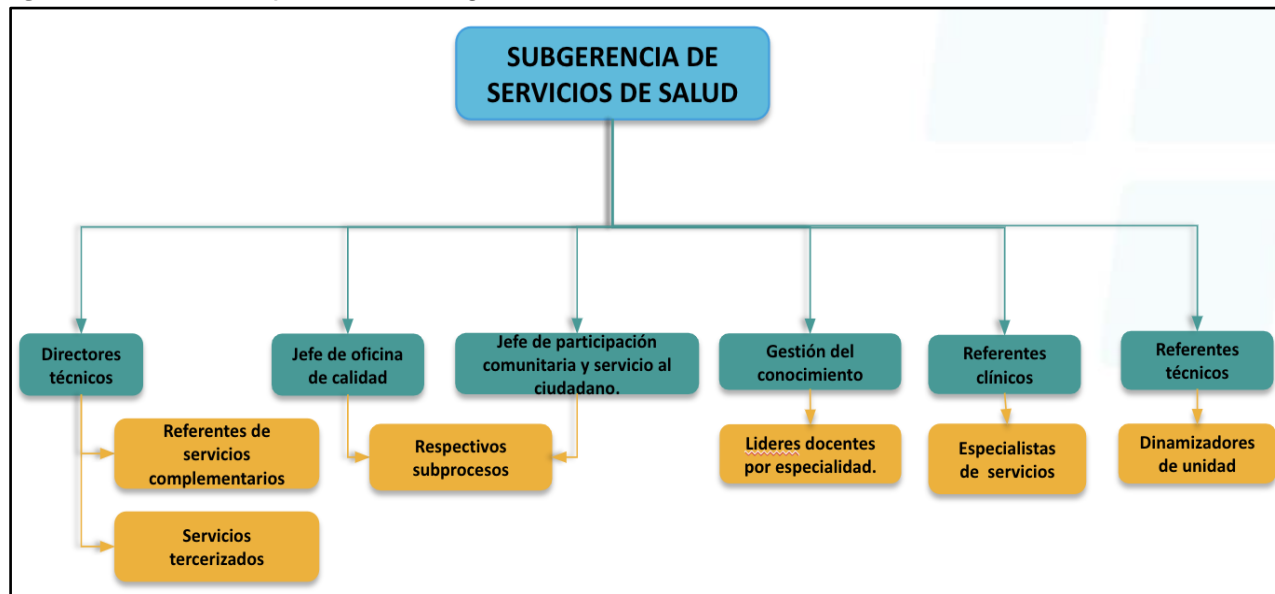 SUBGERENCIA DE
SERVICIOS DE SALUD
Directores
técnicos
Jefe de oficina
de calidad
Jefe de participación
comunitaria y servicio al
ciudadano.
Gestión del
conocimiento
Referentes
clínicos
Referentes
técnicos
Referentes de
servicios
complementarios
Respectivos
subprocesos
Lideres docentes
por especialidad.
Especialistas
de servicios
Dinamizadores
de unidad
Servicios
tercerizados